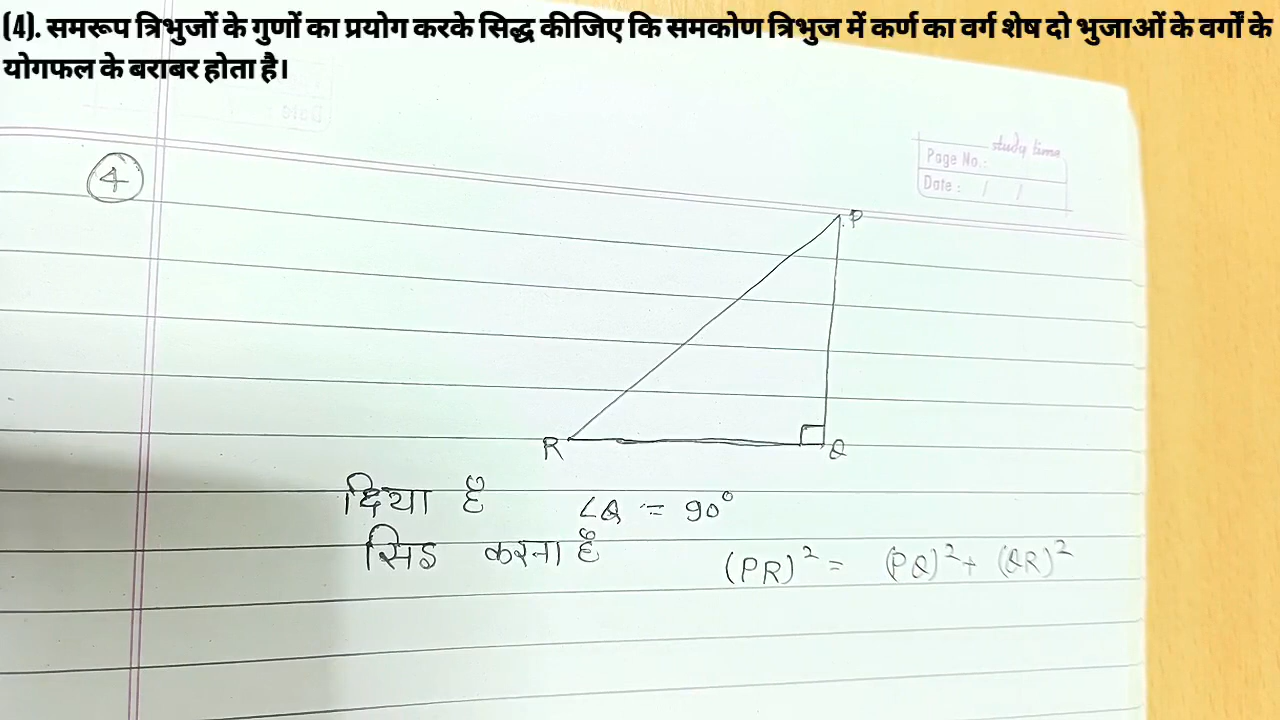 (4). समरूप त्रिभुजों के गुणों का प्रयोग करके सिद्ध कीजिए कि समकोण त्रिभुज में कर्ण का वर्ग शेष दो भुजाओं के वर्गों के
योगफल के बराबर होता है।
study time
Page No.:
Date : / /
4
P
R
Q
दिया है ∠Q = 90°
सिद्ध करना है (PR)² = (PQ)² + (QR)²